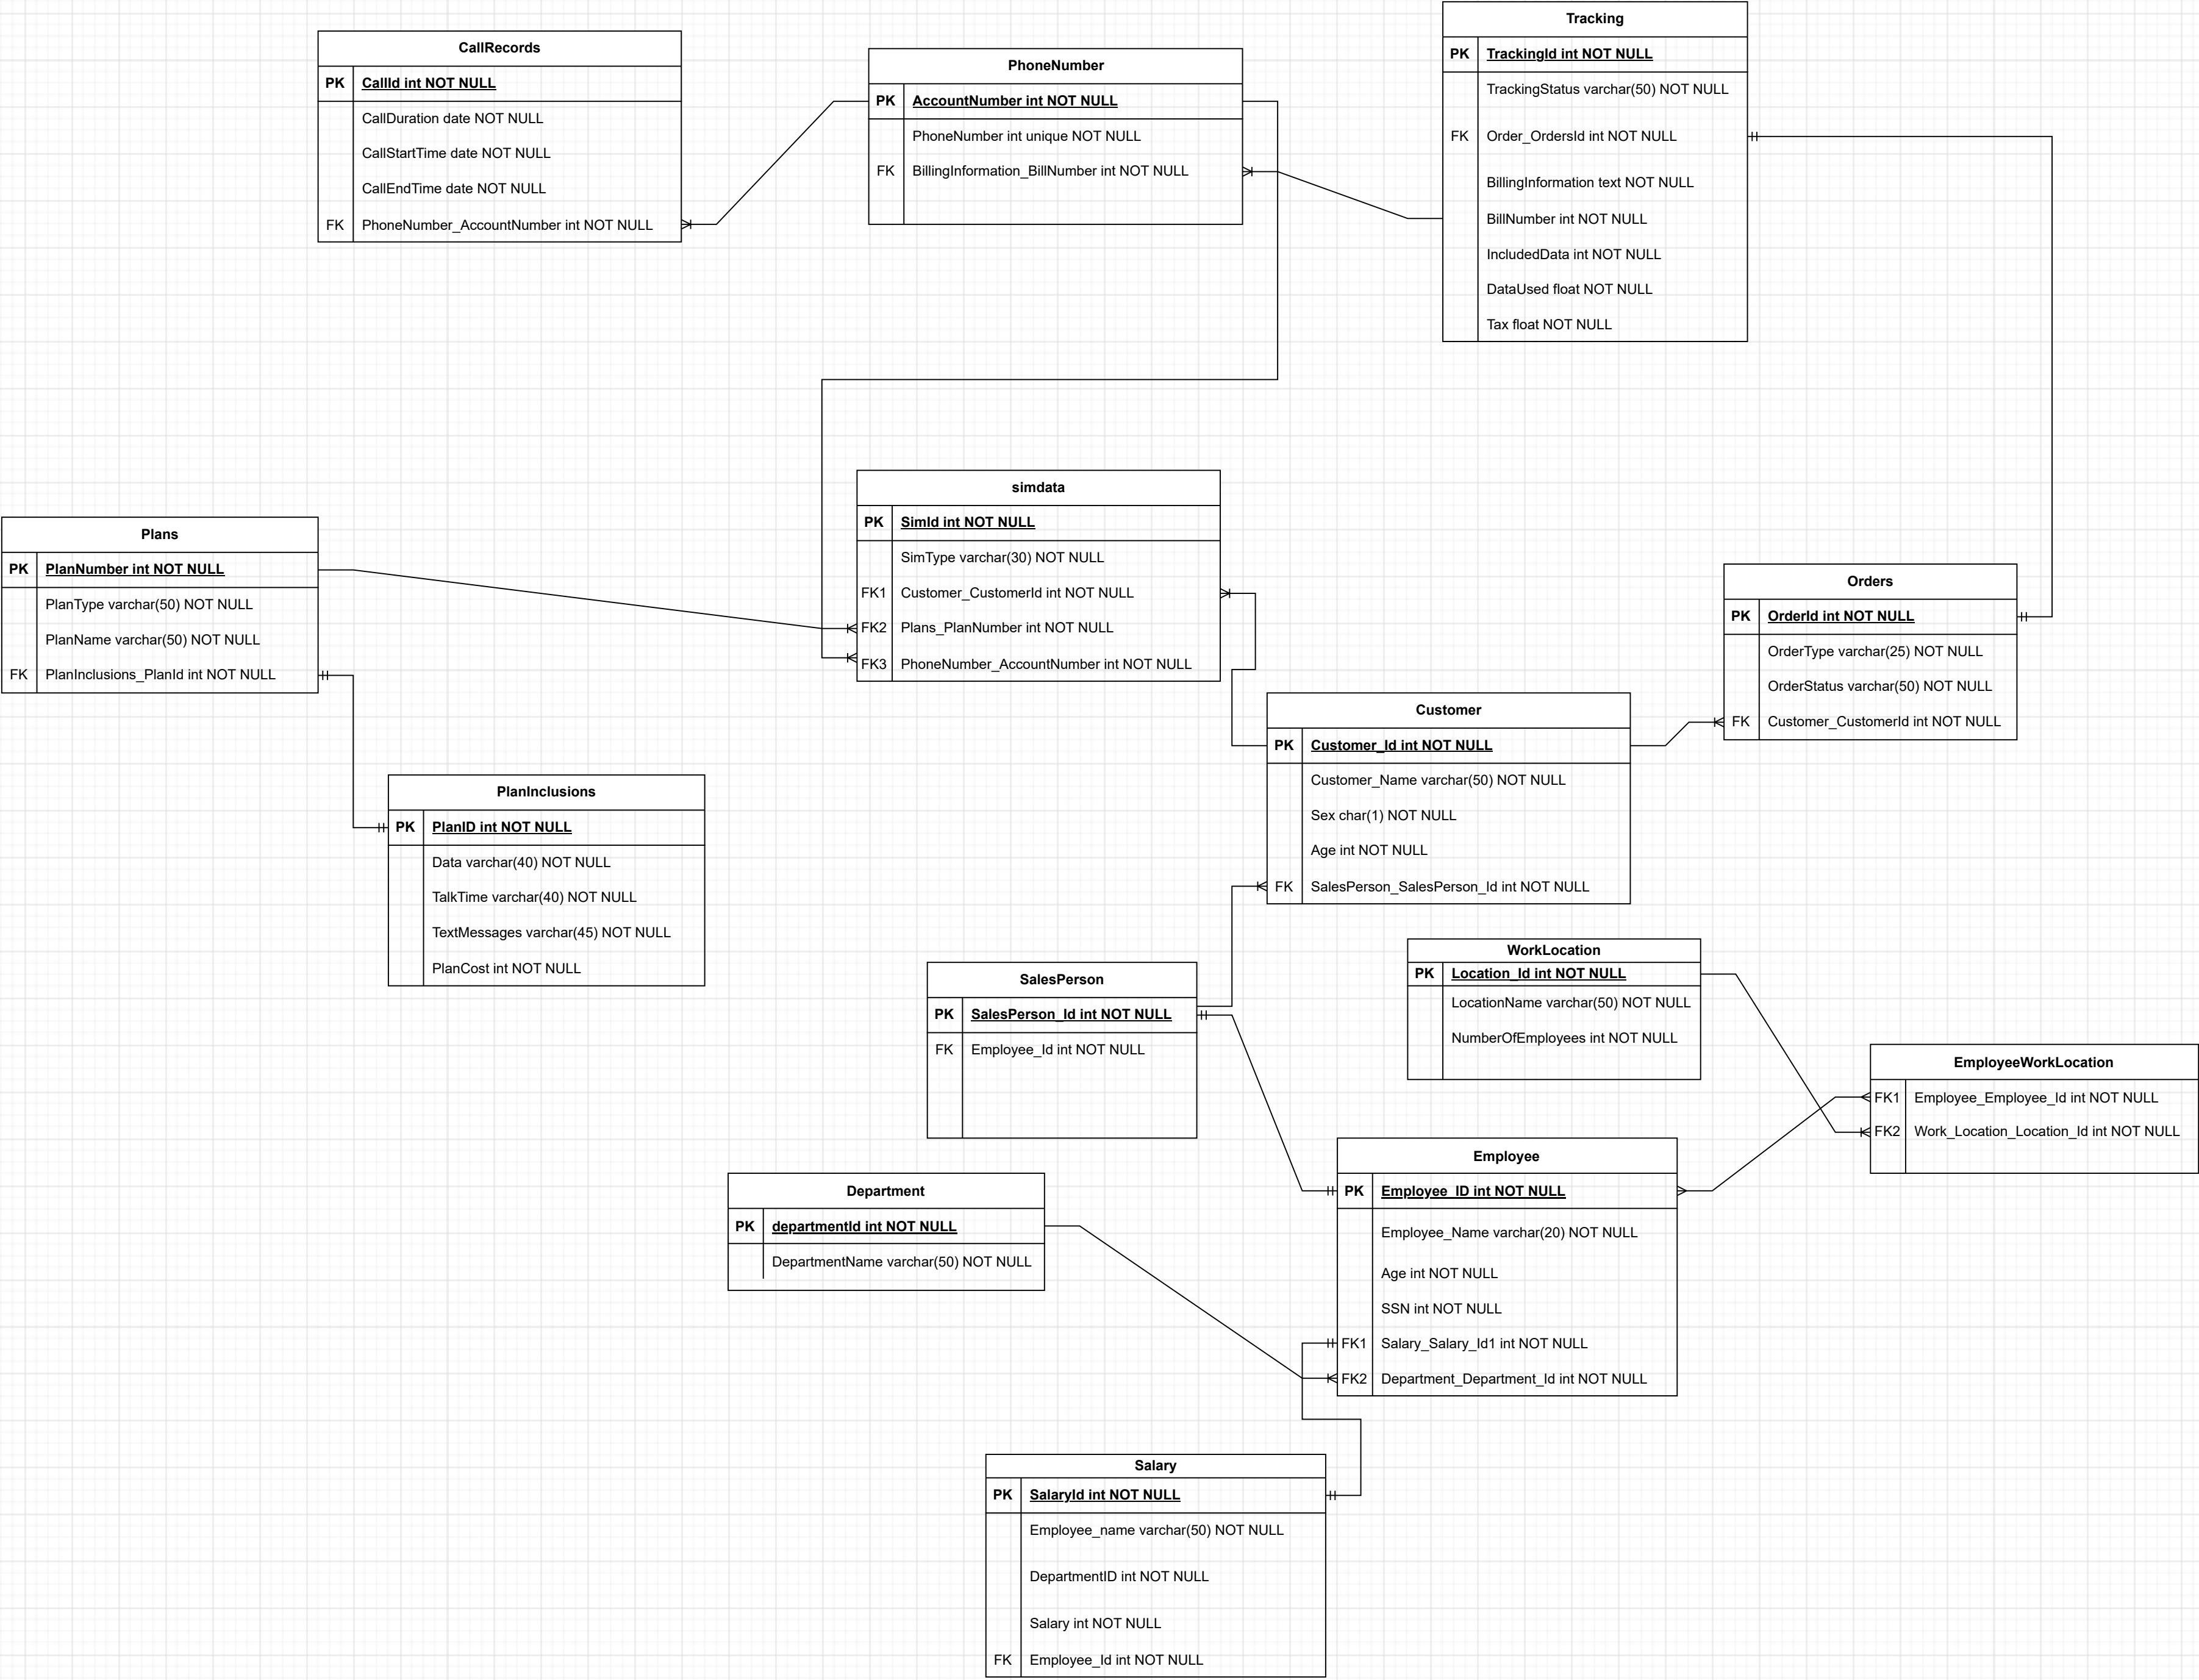 CallRecords
PK CallId int NOT NULL
CallDuration date NOT NULL
CallStartTime date NOT NULL
CallEndTime date NOT NULL
FK PhoneNumber_AccountNumber int NOT NULL
PhoneNumber
PK AccountNumber int NOT NULL
PhoneNumber int unique NOT NULL
FK BillingInformation_BillNumber int NOT NULL
Tracking
PK TrackingId int NOT NULL
TrackingStatus varchar(50) NOT NULL
FK Order_OrdersId int NOT NULL
BillingInformation text NOT NULL
BillNumber int NOT NULL
IncludedData int NOT NULL
DataUsed float NOT NULL
Tax float NOT NULL
simdata
PK SimId int NOT NULL
SimType varchar(30) NOT NULL
FK1 Customer_CustomerId int NOT NULL
FK2 Plans_PlanNumber int NOT NULL
FK3 PhoneNumber_AccountNumber int NOT NULL
Plans
PK PlanNumber int NOT NULL
PlanType varchar(50) NOT NULL
PlanName varchar(50) NOT NULL
FK PlanInclusions_PlanId int NOT NULL
Orders
PK OrderId int NOT NULL
OrderType varchar(25) NOT NULL
OrderStatus varchar(50) NOT NULL
FK Customer_CustomerId int NOT NULL
Customer
PK Customer_Id int NOT NULL
Customer_Name varchar(50) NOT NULL
Sex char(1) NOT NULL
Age int NOT NULL
FK SalesPerson_SalesPerson_Id int NOT NULL
PlanInclusions
PK PlanID int NOT NULL
Data varchar(40) NOT NULL
TalkTime varchar(40) NOT NULL
TextMessages varchar(45) NOT NULL
PlanCost int NOT NULL
WorkLocation
PK Location_Id int NOT NULL
LocationName varchar(50) NOT NULL
NumberOfEmployees int NOT NULL
SalesPerson
PK SalesPerson_Id int NOT NULL
FK Employee_Id int NOT NULL
EmployeeWorkLocation
FK1 Employee_Employee_Id int NOT NULL
FK2 Work_Location_Location_Id int NOT NULL
Employee
PK Employee_ID int NOT NULL
Employee_Name varchar(20) NOT NULL
Age int NOT NULL
SSN int NOT NULL
FK1 Salary_Salary_Id1 int NOT NULL
FK2 Department_Department_Id int NOT NULL
Department
PK departmentId int NOT NULL
DepartmentName varchar(50) NOT NULL
Salary
PK SalaryId int NOT NULL
Employee_name varchar(50) NOT NULL
DepartmentID int NOT NULL
Salary int NOT NULL
FK Employee_Id int NOT NULL